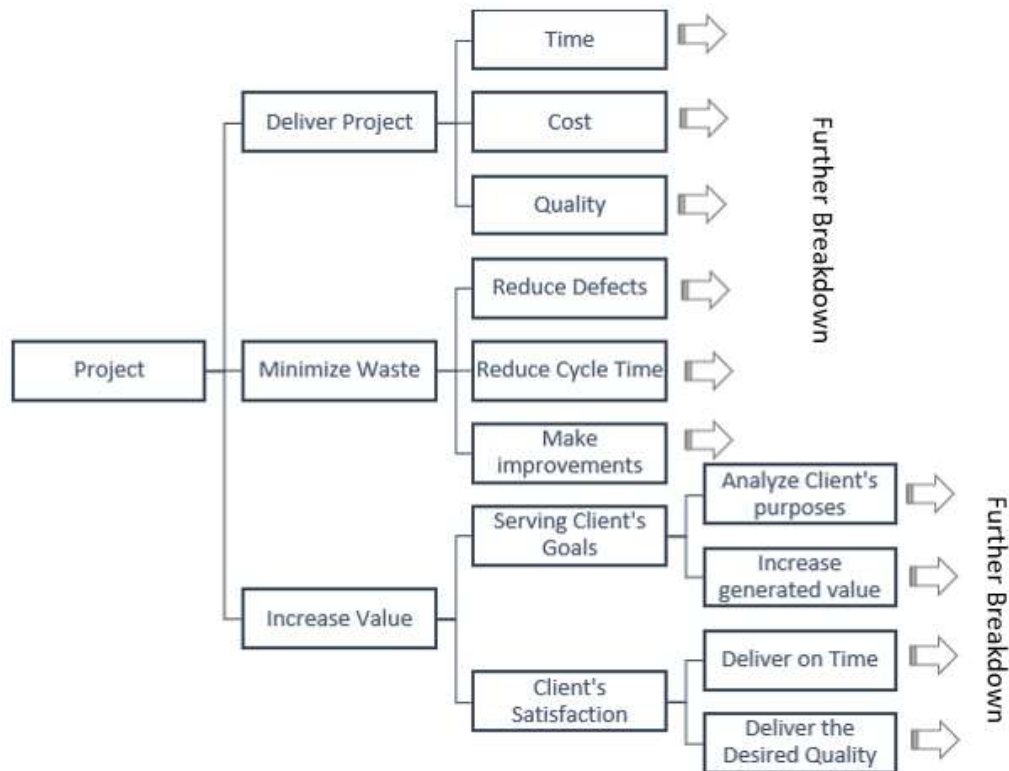 Time
Deliver Project
Cost
Quality
Further Breakdown
Reduce Defects
Project
Minimize Waste
Reduce Cycle Time
Make
improvements
Analyze Client's
purposes
Serving Client's
Goals
Increase
generated value
Further Breakdown
Increase Value
Deliver on Time
Client's
Satisfaction
Deliver the
Desired Quality